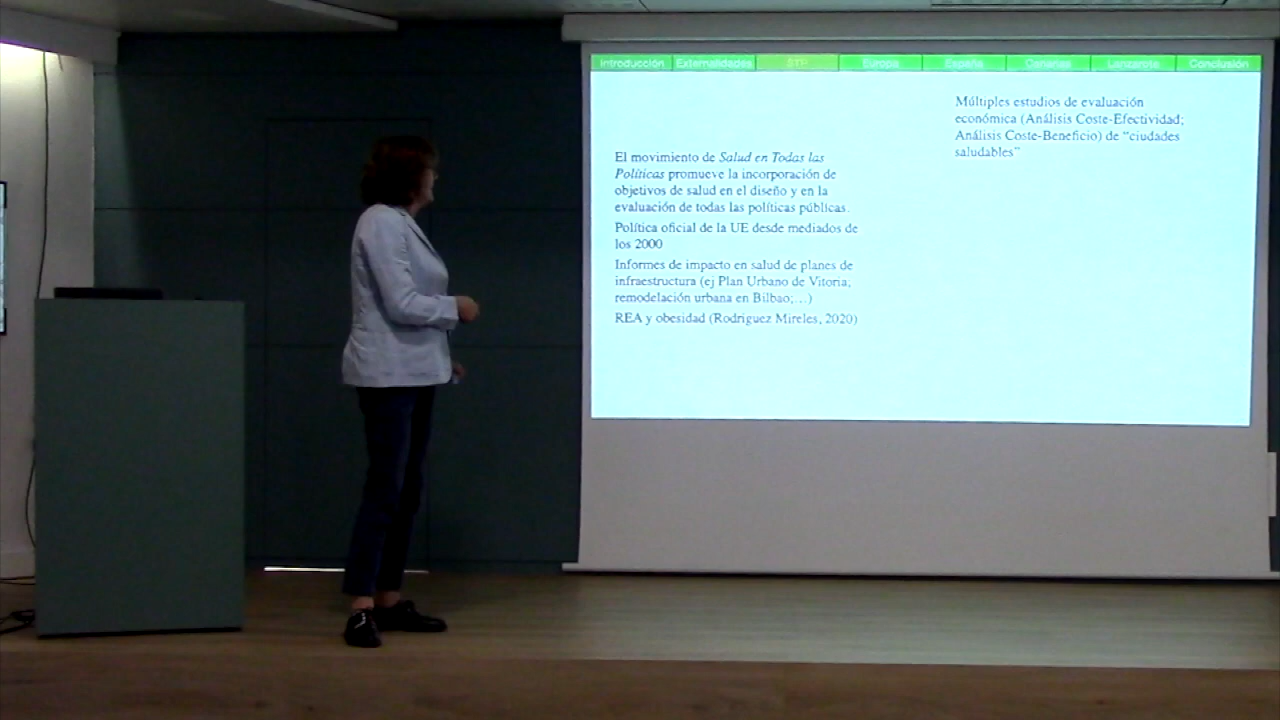 Introducción
Externalidades
STP
Europa
España
Canarias
Lanzarote
Conclusión
El movimiento de Salud en Todas las
Políticas promueve la incorporación de
objetivos de salud en el diseño y en la
evaluación de todas las políticas públicas.
Política oficial de la UE desde mediados de
los 2000
Informes de impacto en salud de planes de
infraestructura (ej Plan Urbano de Vitoria;
remodelación urbana en Bilbao;…)
REA y obesidad (Rodríguez Mireles, 2020)
Múltiples estudios de evaluación
económica (Análisis Coste-Efectividad;
Análisis Coste-Beneficio) de “ciudades
saludables”